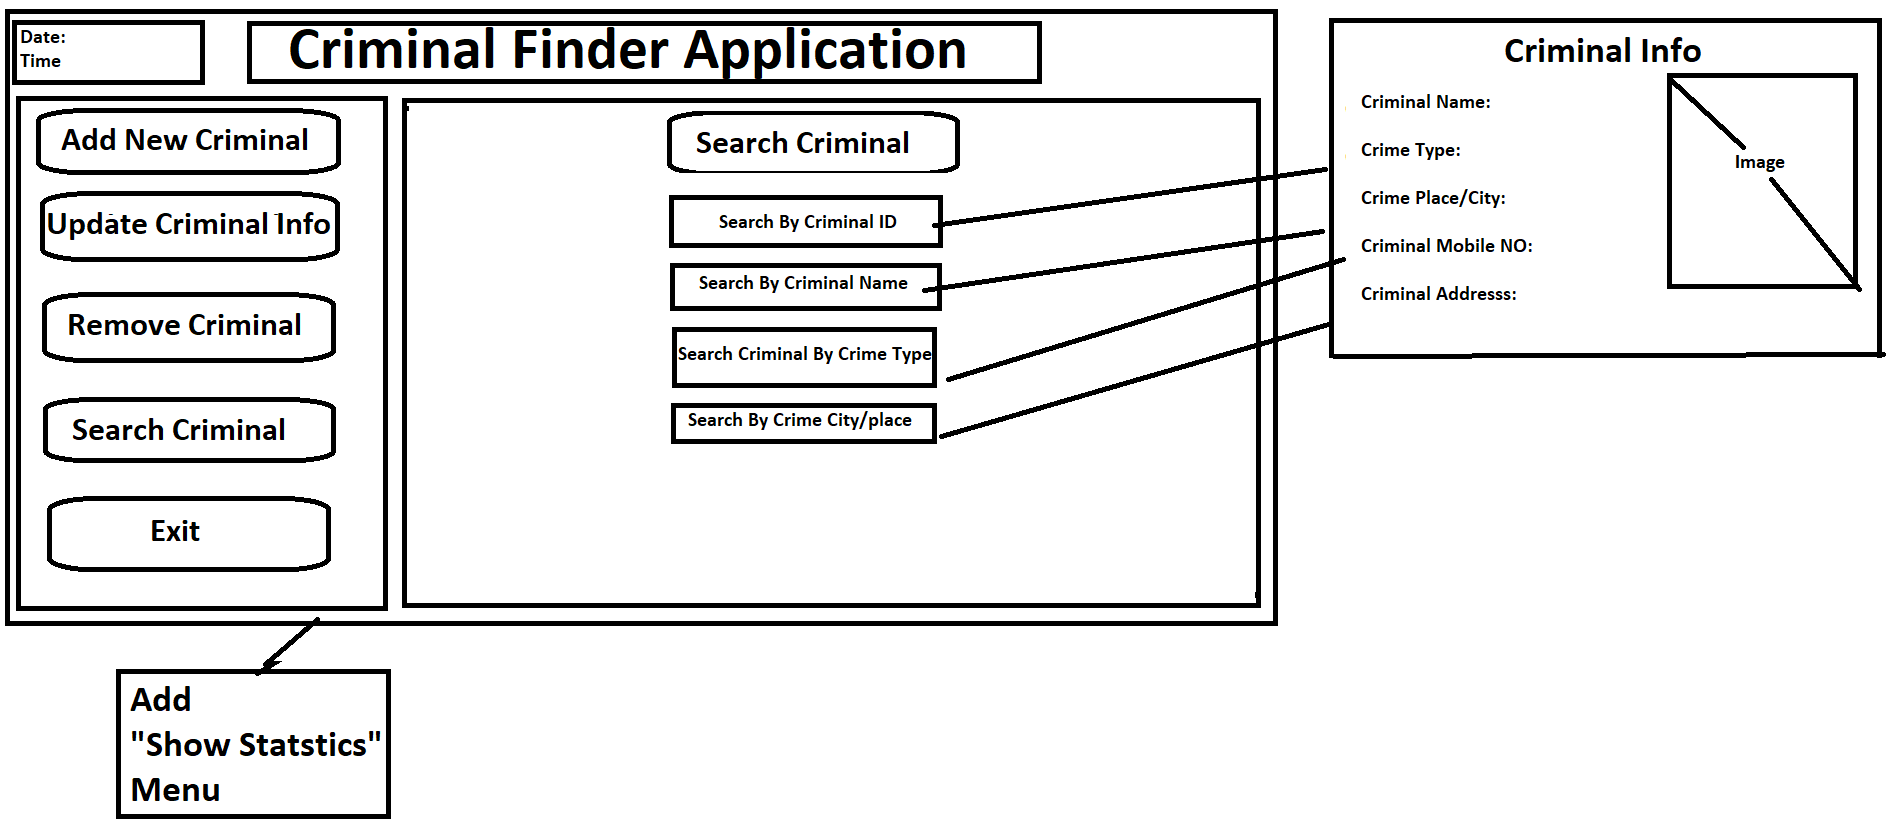 Date:
Time
Criminal Finder Application
Add New Criminal
Update Criminal Info
Remove Criminal
Search Criminal
Exit
Search Criminal
Search By Criminal ID
Search By Criminal Name
Search Criminal By Crime Type
Search By Crime City/place
Criminal Info
Criminal Name:
Crime Type:
Crime Place/City:
Criminal Mobile NO:
Criminal Addresss:
Image
Add
"Show Statstics"
Menu